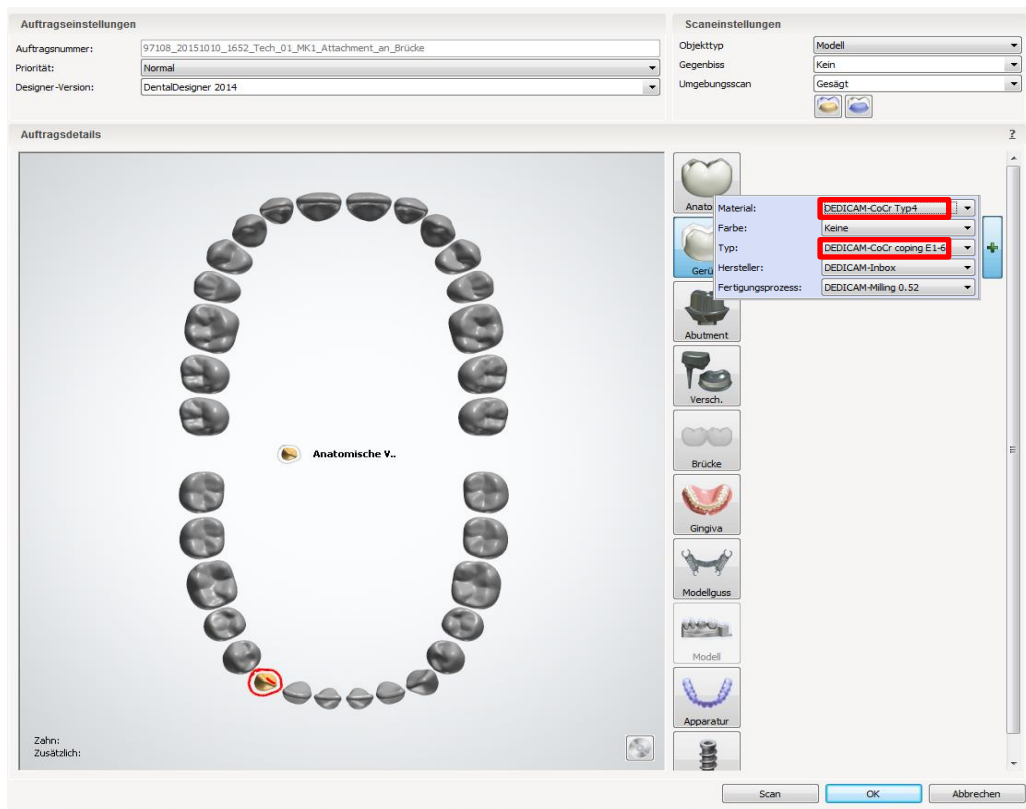 Auftragseinstellungen
Auftragsnummer: 97108_20151010_1652_Tech_01_MK1_Attachment_an_Brücke
Priorität: Normal
Designer-Version: DentalDesigner 2014
Scaneinstellungen
Objekttyp Modell
Gegenbiss Kein
Umgebungsscan Gesägt
Auftragsdetails ?
Anatomische V..
Zahn:
Zusätzlich:
Anato
Material: DEDICAM-CoCr Typ4
Farbe: Keine
Typ: DEDICAM-CoCr coping E1-6
Hersteller: DEDICAM-Inbox
Fertigungsprozess: DEDICAM-Milling 0.52
Gerü
Abutment
Versch.
Brücke
Gingiva
Modellguss
Modell
Apparatur
Scan OK Abbrechen